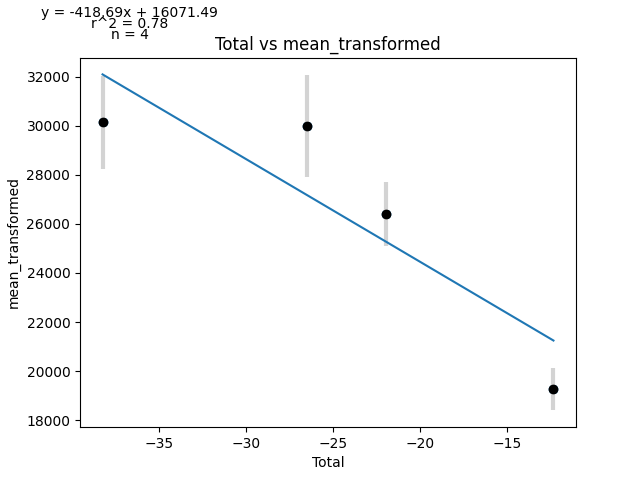 y = -418.69x + 16071.49
r^2 = 0.78
n = 4
Total vs mean_transformed
32000
30000
28000
26000
24000
22000
20000
18000
mean_transformed
−35
−30
−25
−20
−15
Total